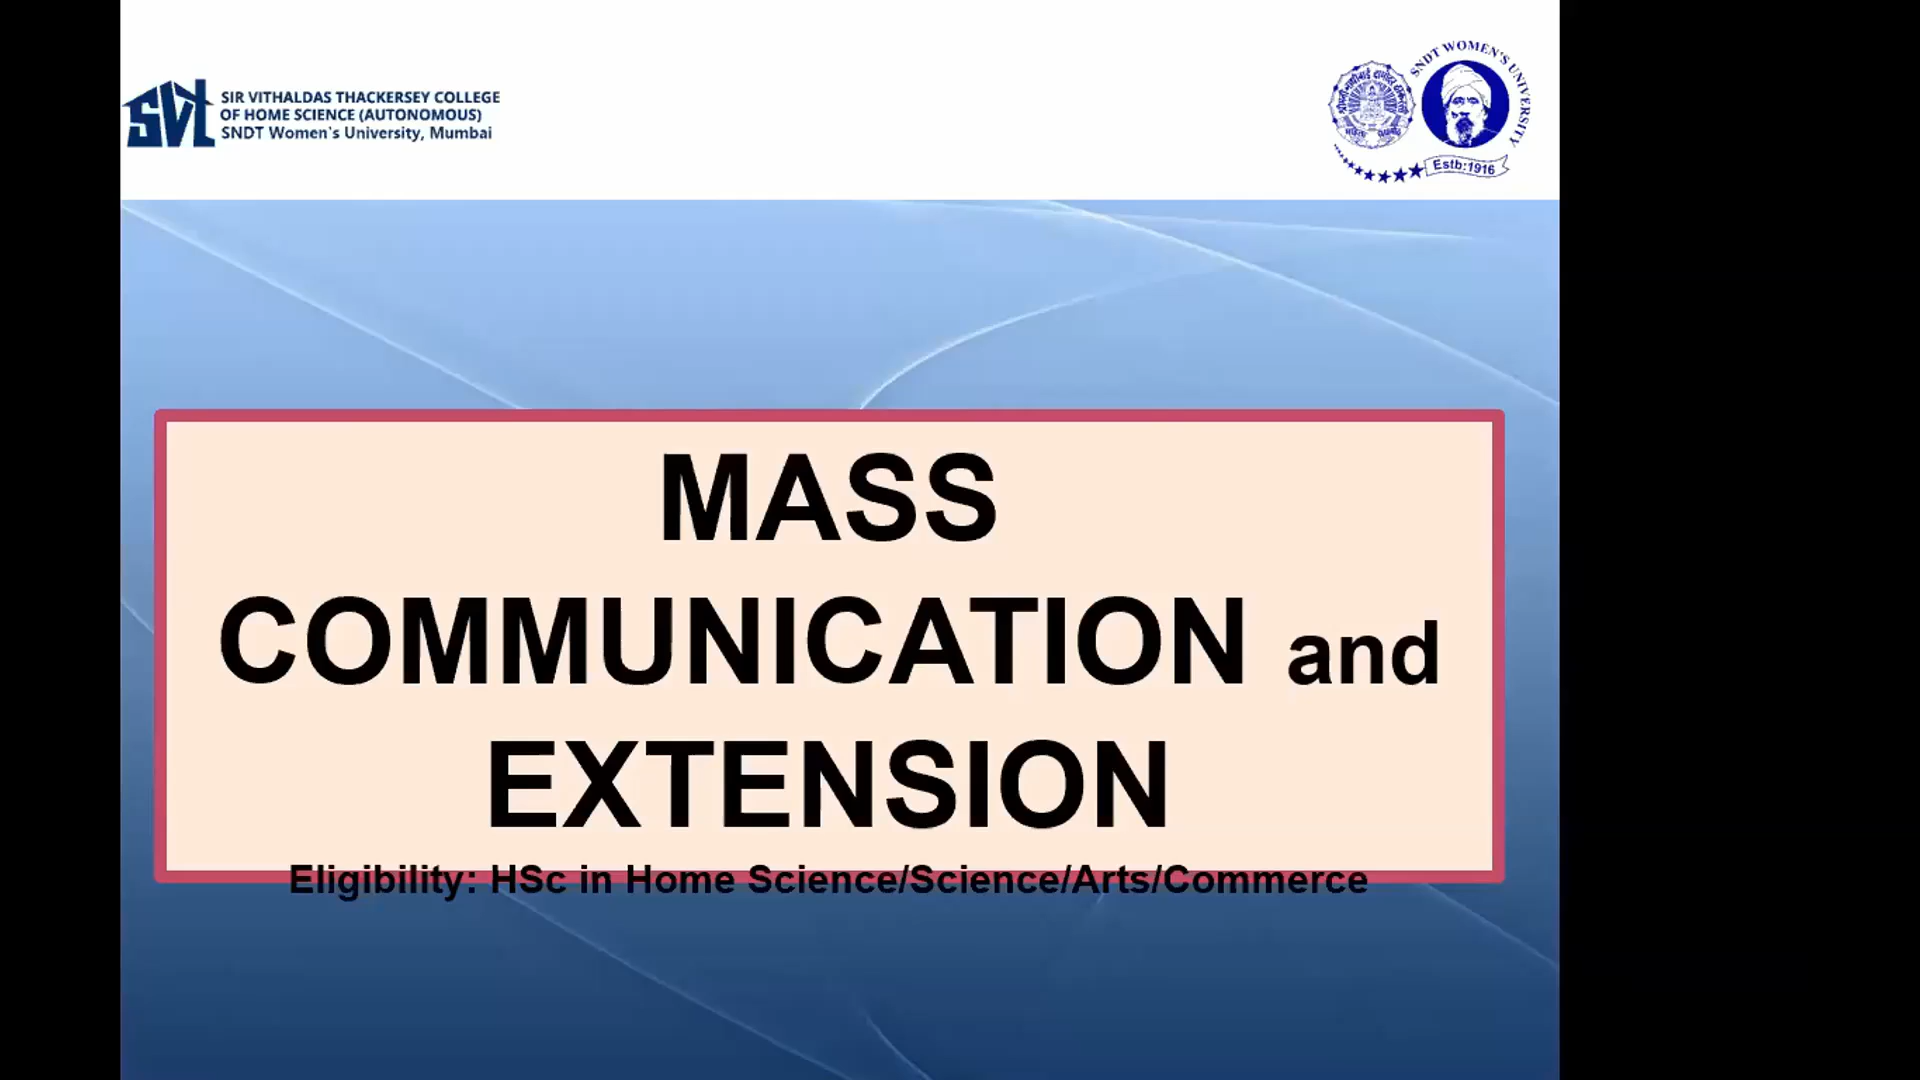 SIR VITHALDAS THACKERSEY COLLEGE
OF HOME SCIENCE (AUTONOMOUS)
SNDT Women's University, Mumbai
SNDT WOMEN'S UNIVERSITY
Estb:1916
MASS
COMMUNICATION and
EXTENSION
Eligibility: HSc in Home Science/Science/Arts/Commerce